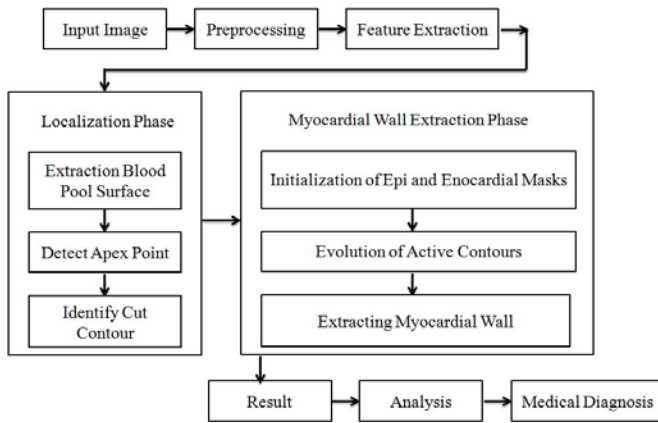 Input Image
Preprocessing
Feature Extraction
Localization Phase
Extraction Blood
Pool Surface
Detect Apex Point
Identify Cut
Contour
Myocardial Wall Extraction Phase
Initialization of Epi and Enocardial Masks
Evolution of Active Contours
Extracting Myocardial Wall
Result
Analysis
Medical Diagnosis